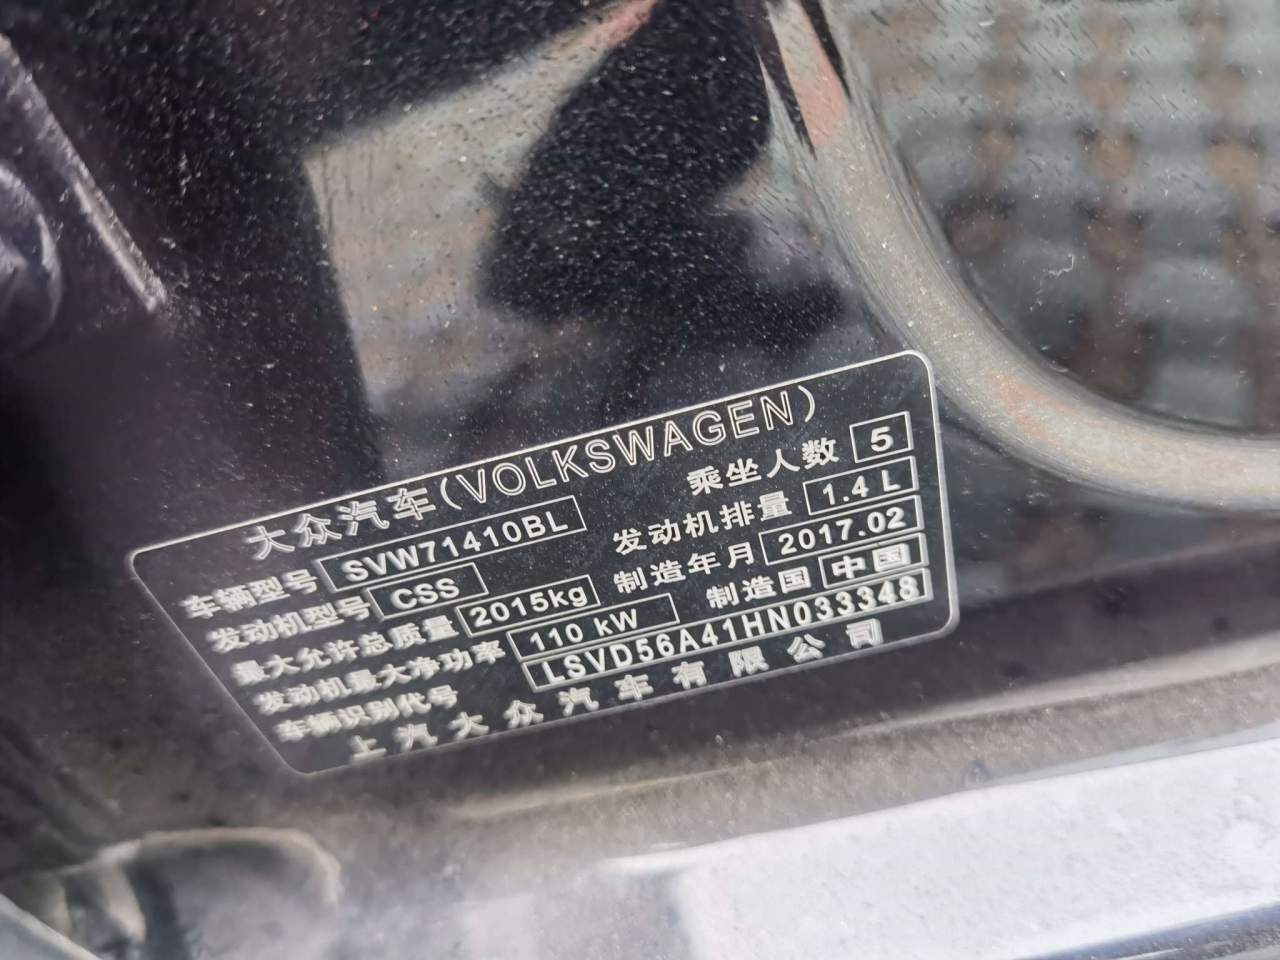 大众汽车(VOLKSWAGEN)
车辆型号 SVW71410BL 乘坐人数 5
发动机型号 CSS 发动机排量 1.4 L
最大允许总质量 2015kg 制造年月 2017.02
发动机最大净功率 110 kW 制造国 中国
车辆识别代号 LSVD56A41HN033348
上汽大众汽车有限公司